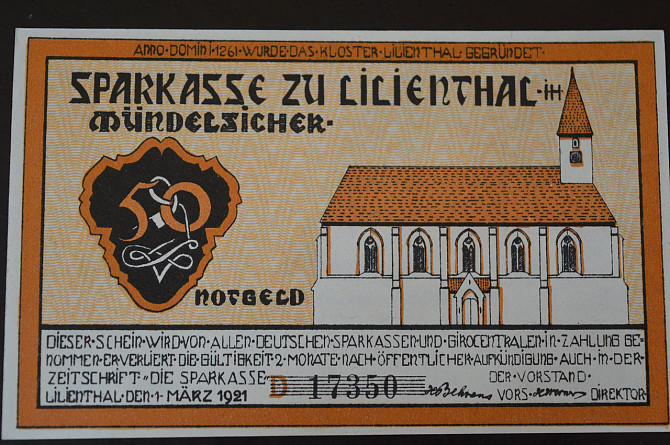 ANNO·DOMINI·1261·WURDE·DAS·KLOSTER·LILIENTHAL·GEGRÜNDET·
SPARKASSE ZU LILIENTHAL·IH
MÜNDELSICHER·
50
NOTGELD
DIESER·SCHEIN·WIRD·VON·ALLEN·DEUTSCHEN·SPARKASSEN·UND·GIROCENTRALEN·IN·ZAHLUNG·GE-
NOMMEN·ER·VERLIERT·DIE·GÜLTIGKEIT·2·MONATE·NACH·ÖFFENTLICHER·AUFKÜNDIGUNG·AUCH·IN·DER·
ZEITSCHRIFT·"DIE SPARKASSE" D 17350 DER·VORSTAND·
LILIENTHAL·DEN·1·MÄRZ 1921 Behrens VORS· DIREKTOR